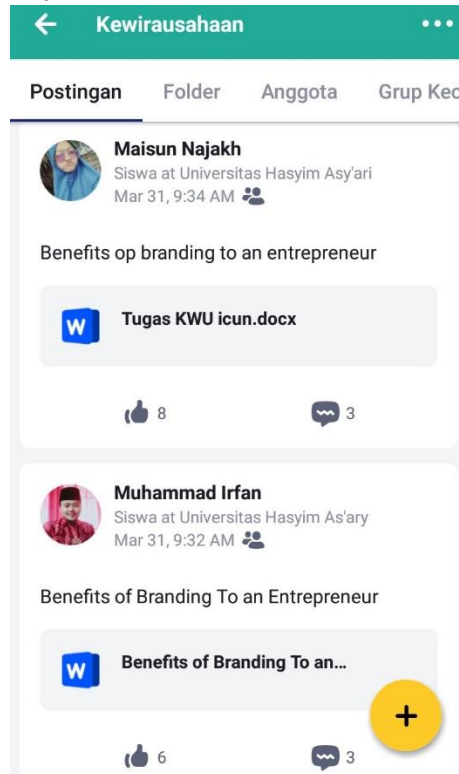 Kewirausahaan
Postingan Folder Anggota Grup Kec
Maisun Najakh
Siswa at Universitas Hasyim Asy'ari
Mar 31, 9:34 AM
Benefits op branding to an entrepreneur
W Tugas KWU icun.docx
8 3
Muhammad Irfan
Siswa at Universitas Hasyim As'ary
Mar 31, 9:32 AM
Benefits of Branding To an Entrepreneur
W Benefits of Branding To an...
+
6 3